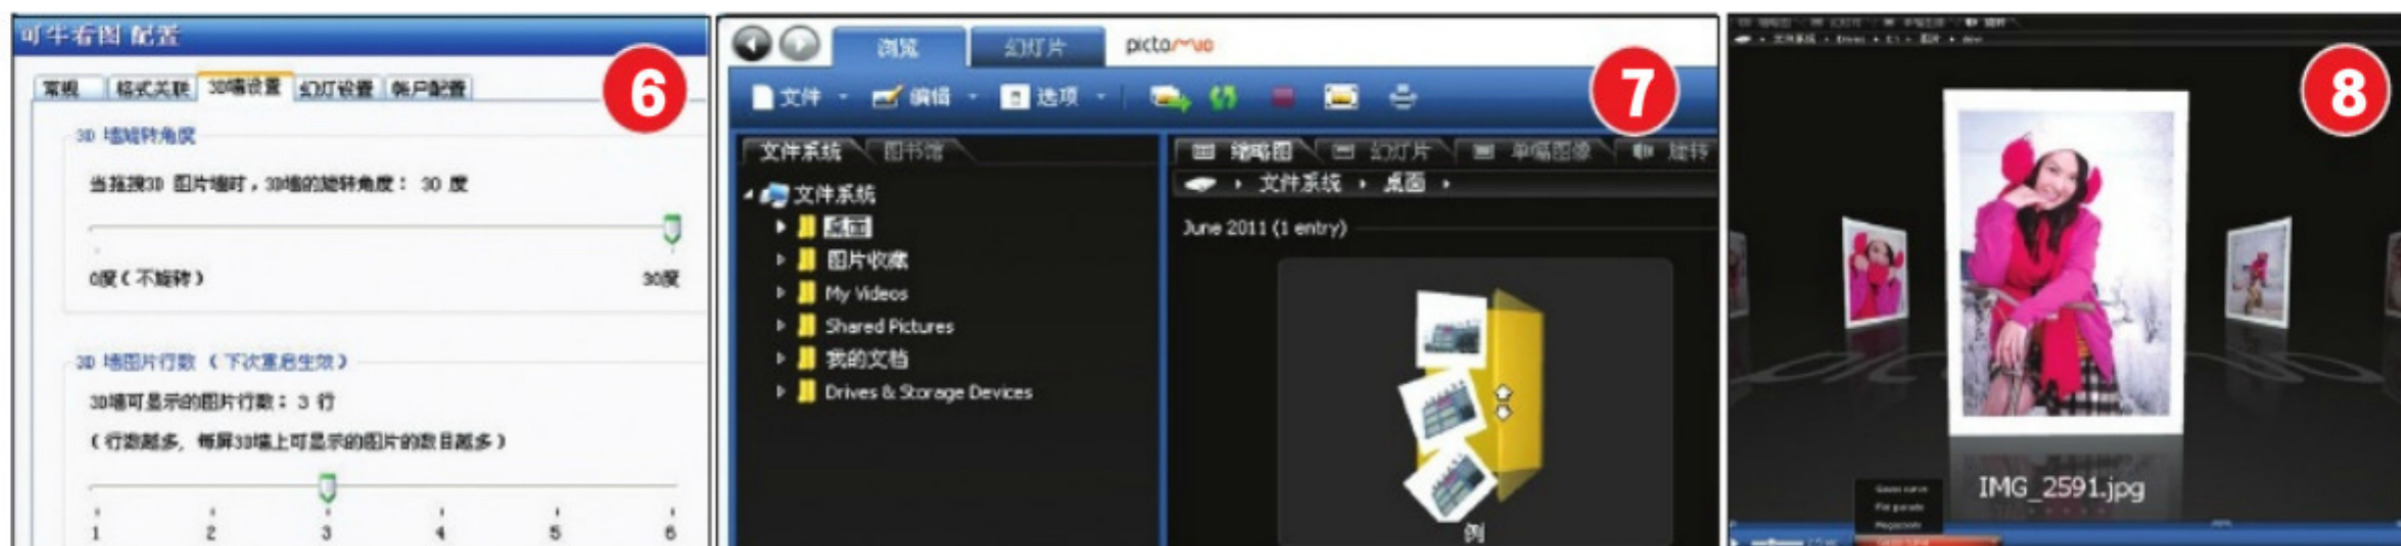 可牛看图 配置
6
常规 格式关联 3D墙设置 幻灯设置 帐户配置
3D 墙旋转角度
当拖拽3D 图片墙时，3D墙的旋转角度： 30 度
0度（不旋转） 30度
3D 墙图片行数 （下次重启生效）
3D墙可显示的图片行数： 3 行
（行数越多，每屏3D墙上可显示的图片的数目越多）
1 2 3 4 5 6
浏览 幻灯片 pictomio
7
文件 编辑 选项
文件系统 图书馆
文件系统
桌面
图片收藏
My Videos
Shared Pictures
我的文档
Drives & Storage Devices
缩略图 幻灯片 单幅图像 旋转
文件系统 桌面
June 2011 (1 entry)
例
8
IMG_2591.jpg